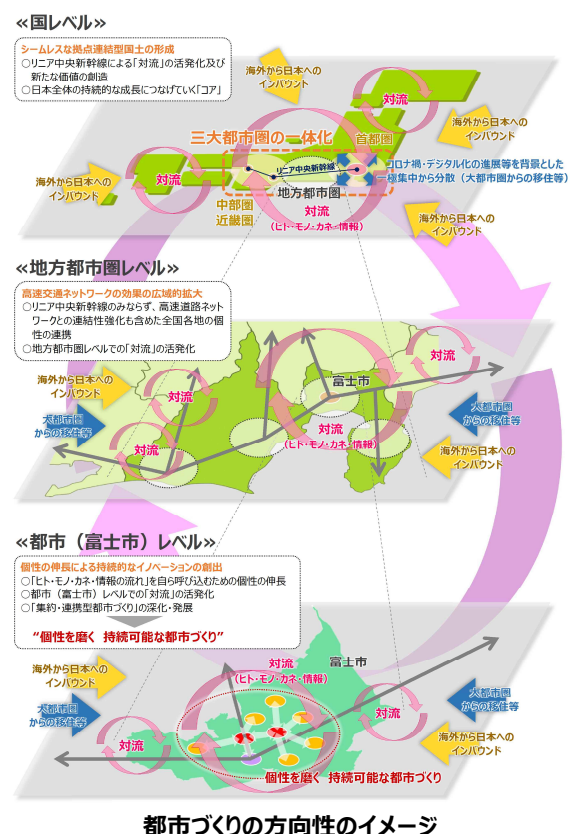 ≪国レベル≫
シームレスな拠点連結型国土の形成
○リニア中央新幹線による「対流」の活発化及び
新たな価値の創造
○日本全体の持続的な成長につなげていく「コア」
海外から日本への
インバウンド
対流
海外から日本への
インバウンド
三大都市圏の一体化
首都圏
コロナ禍・デジタル化の進展等を背景とした
一極集中から分散（大都市圏からの移住等）
リニア中央新幹線
海外から日本への
インバウンド
対流
地方都市圏
中部圏
近畿圏
対流
（ヒト・モノ・カネ・情報）
海外から日本への
インバウンド
≪地方都市圏レベル≫
高速交通ネットワークの効果の広域的拡大
○リニア中央新幹線のみならず、高速道路ネット
ワークとの連結性強化も含めた全国各地の個
性の連携
○地方都市圏レベルでの「対流」の活発化
対流
富士市
海外から日本への
インバウンド
対流
大都市圏
からの移住等
大都市圏
からの移住等
対流
（ヒト・モノ・カネ・情報）
対流
海外から日本への
インバウンド
≪都市（富士市）レベル≫
個性の伸長による持続的なイノベーションの創出
○「ヒト・モノ・カネ・情報の流れ」を自ら呼び込むための個性の伸長
○都市（富士市）レベルでの「対流」の活発化
○「集約・連携型都市づくり」の深化・発展
“個性を磨く 持続可能な都市づくり”
対流
（ヒト・モノ・カネ・情報）
富士市
海外から日本への
インバウンド
大都市圏
からの移住等
大都市圏
からの移住等
対流
対流
海外から日本への
インバウンド
個性を磨く 持続可能な都市づくり
都市づくりの方向性のイメージ